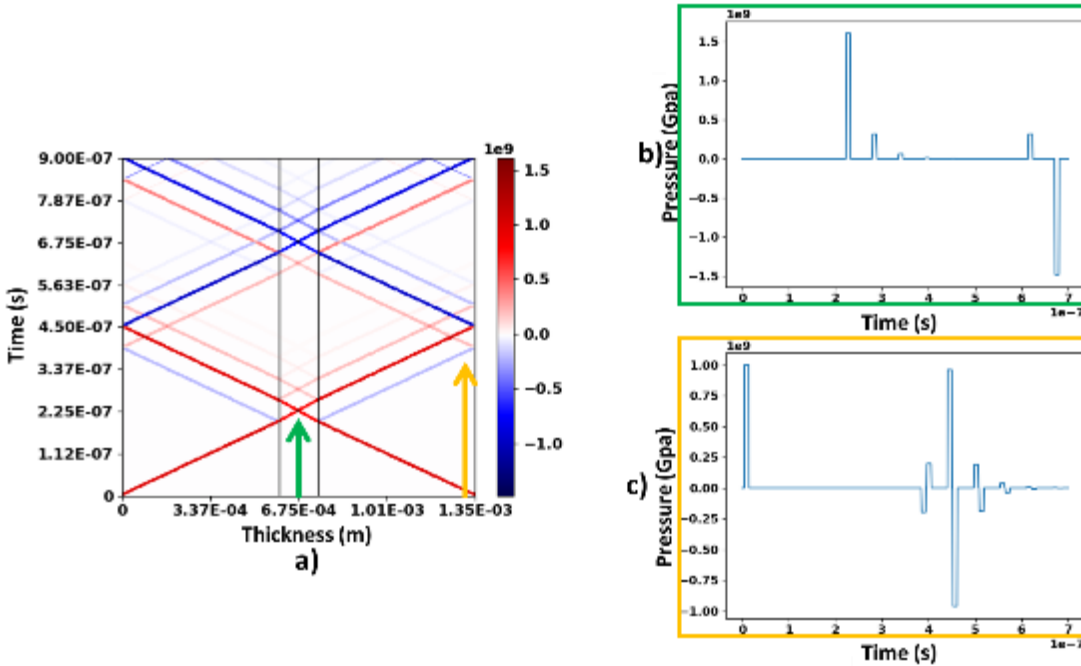 1e9
9.00E-07
7.87E-07
6.75E-07
5.63E-07
4.50E-07
3.37E-07
2.25E-07
1.12E-07
0
Time (s)
0 3.37E-04 6.75E-04 1.01E-03 1.35E-03
Thickness (m)
a)
1.5
1.0
0.5
0.0
−0.5
−1.0
b)
1e9
Pressure (Gpa)
1.5
1.0
0.5
0.0
−0.5
−1.0
−1.5
0 1 2 3 4 5 6 7
1e-7
Time (s)
c)
1e9
Pressure (Gpa)
1.00
0.75
0.50
0.25
0.00
−0.25
−0.50
−0.75
−1.00
0 1 2 3 4 5 6 7
1e-7
Time (s)